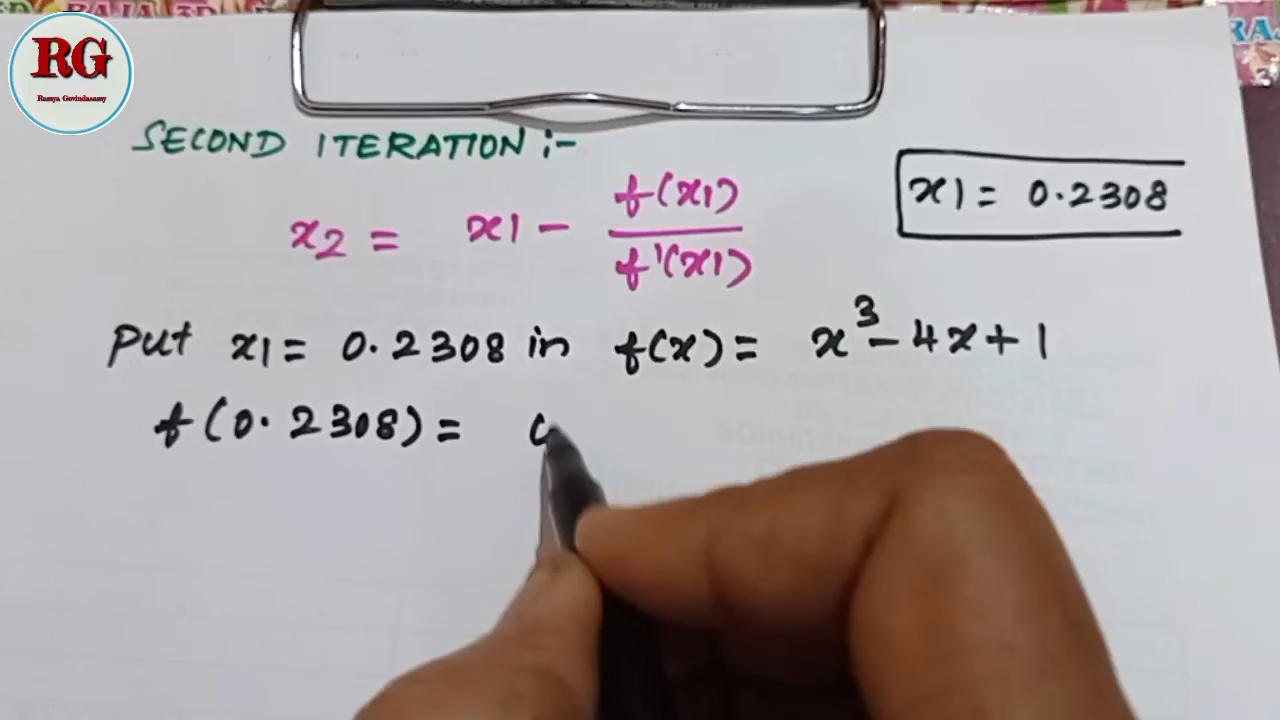 RG
Ramya Govindasamy
SECOND ITERATION :-
x2 = x1 - f(x1) / f'(x1)
x1 = 0.2308
Put x1 = 0.2308 in f(x) = x³ - 4x + 1
f(0.2308) =